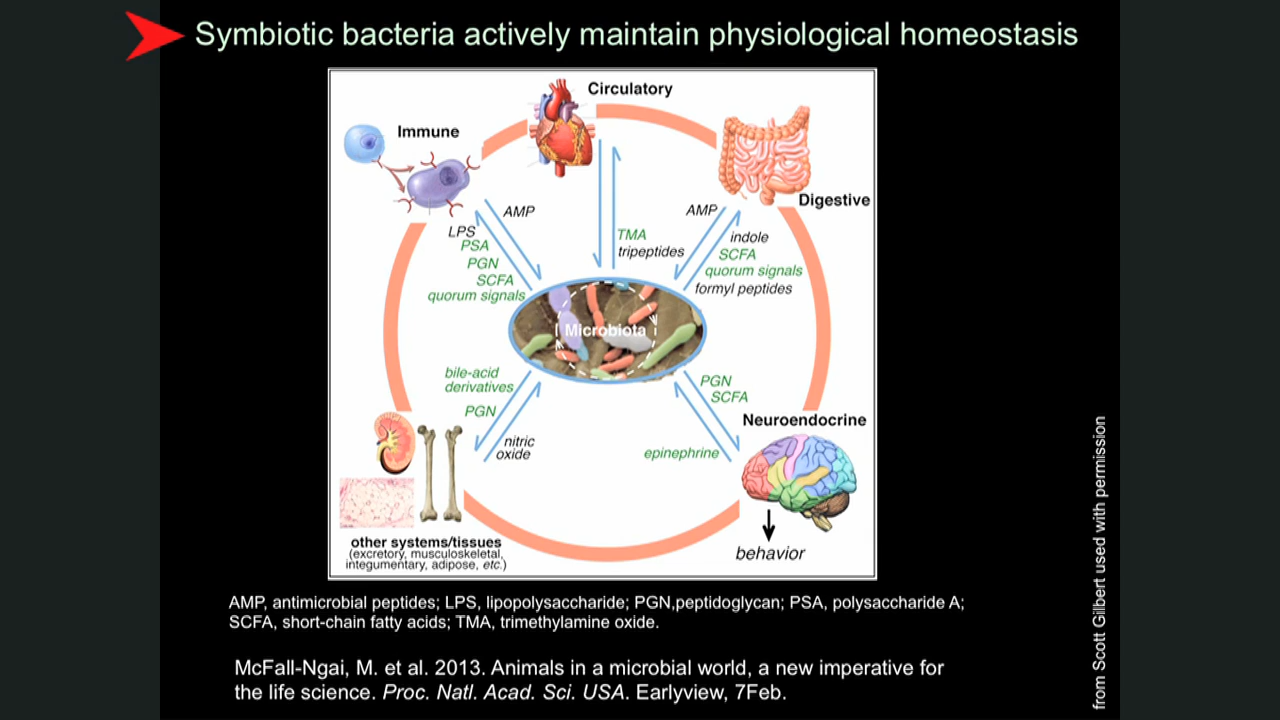 Symbiotic bacteria actively maintain physiological homeostasis
Circulatory
Immune
Digestive
AMP
LPS
PSA
PGN
SCFA
quorum signals
TMA
tripeptides
AMP
indole
SCFA
quorum signals
formyl peptides
Microbiota
bile-acid
derivatives
PGN
nitric
oxide
PGN
SCFA
epinephrine
Neuroendocrine
behavior
other systems/tissues
(excretory, musculoskeletal,
integumentary, adipose, etc.)
AMP, antimicrobial peptides; LPS, lipopolysaccharide; PGN,peptidoglycan; PSA, polysaccharide A;
SCFA, short-chain fatty acids; TMA, trimethylamine oxide.
McFall-Ngai, M. et al. 2013. Animals in a microbial world, a new imperative for
the life science. Proc. Natl. Acad. Sci. USA. Earlyview, 7Feb.
from Scott Gilbert used with permission